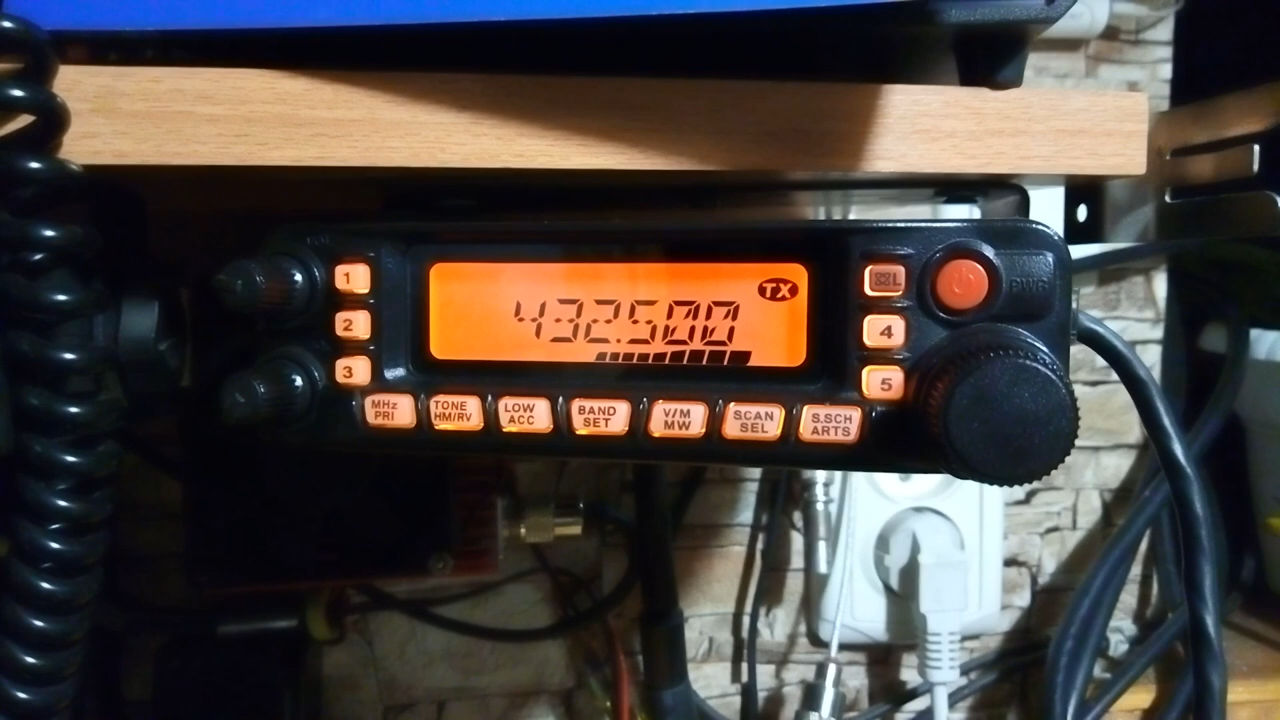 1
2
3
TX
432.500
L
4
5
PWR
MHz
PRI
TONE
HM/RV
LOW
ACC
BAND
SET
V/M
MW
SCAN
SEL
S.SCH
ARTS